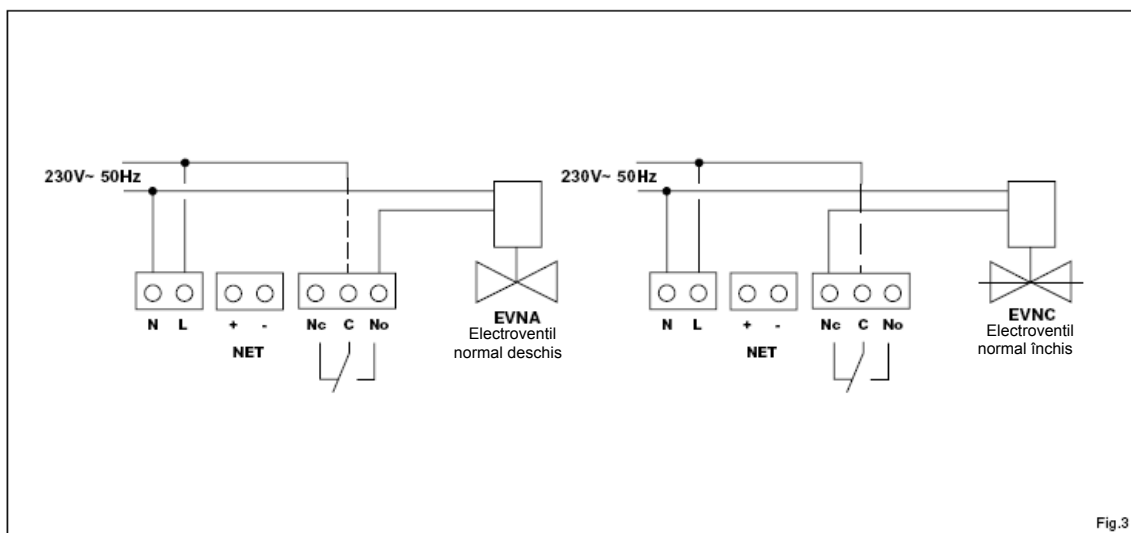 230V~ 50Hz
N L + - Nc C No
NET
EVNA
Electroventil
normal deschis
230V~ 50Hz
N L + - Nc C No
NET
EVNC
Electroventil
normal închis
Fig.3